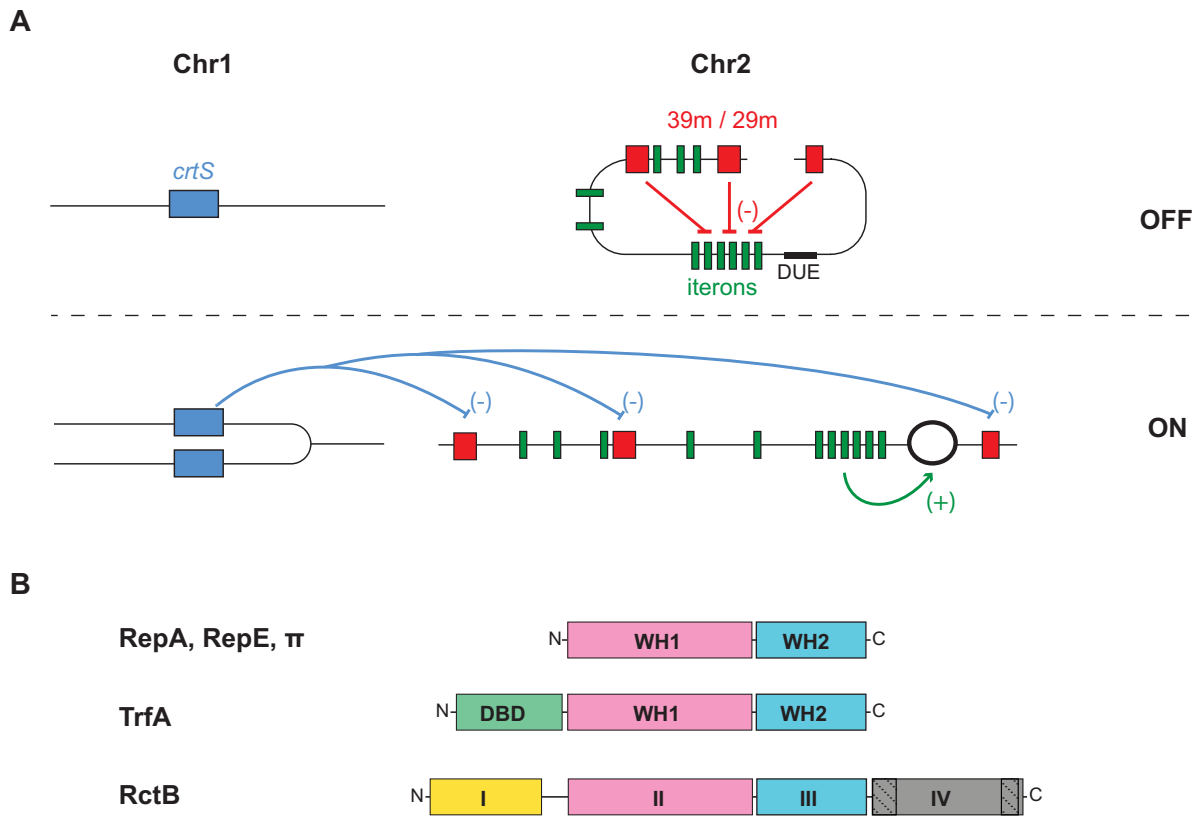 A
Chr1
Chr2
39m / 29m
crtS
(-)
OFF
DUE
iterons
(-)
(-)
(-)
ON
(+)
B
RepA, RepE, π
N
WH1
WH2
C
TrfA
N
DBD
WH1
WH2
C
RctB
N
I
II
III
IV
C